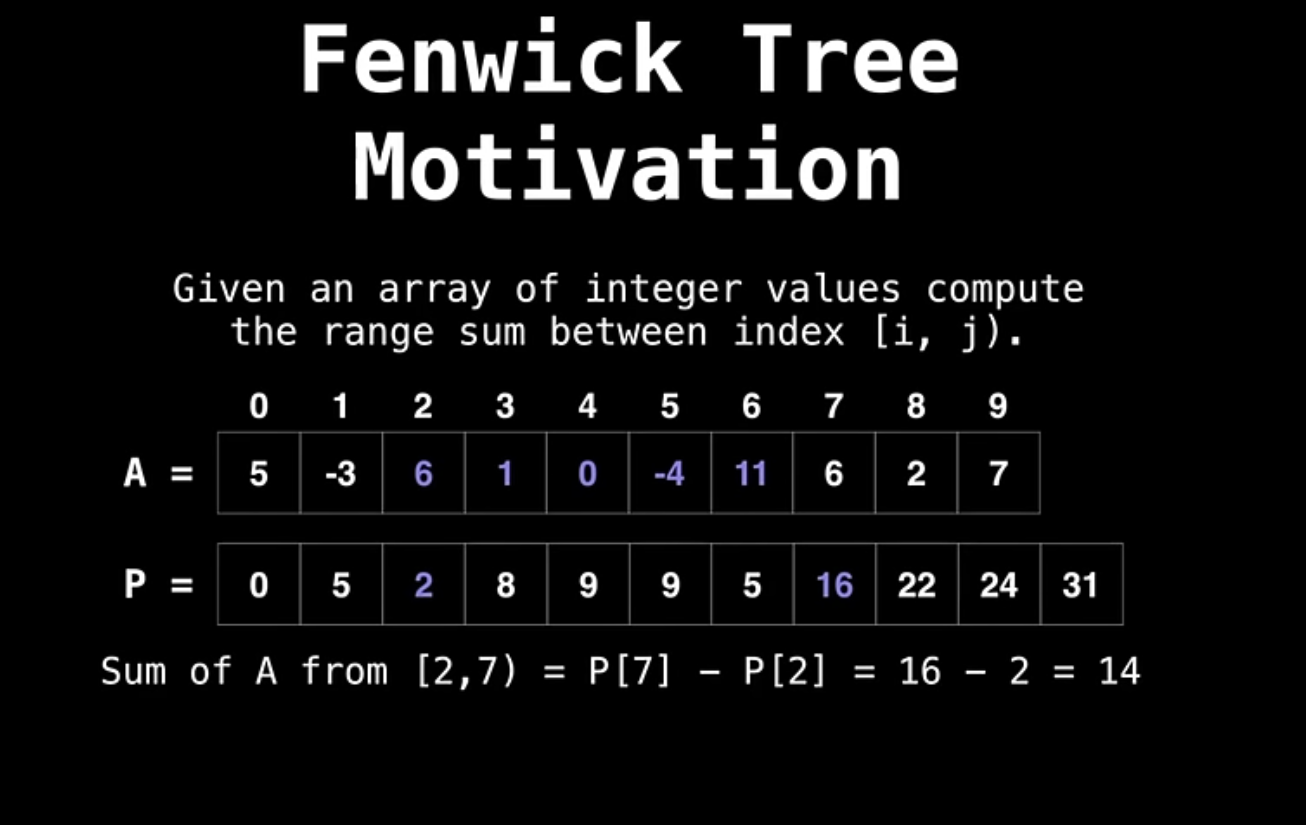 Fenwick Tree
Motivation
Given an array of integer values compute
the range sum between index [i, j).
0 1 2 3 4 5 6 7 8 9
A = 5 -3 6 1 0 -4 11 6 2 7
P = 0 5 2 8 9 9 5 16 22 24 31
Sum of A from [2,7) = P[7] − P[2] = 16 − 2 = 14